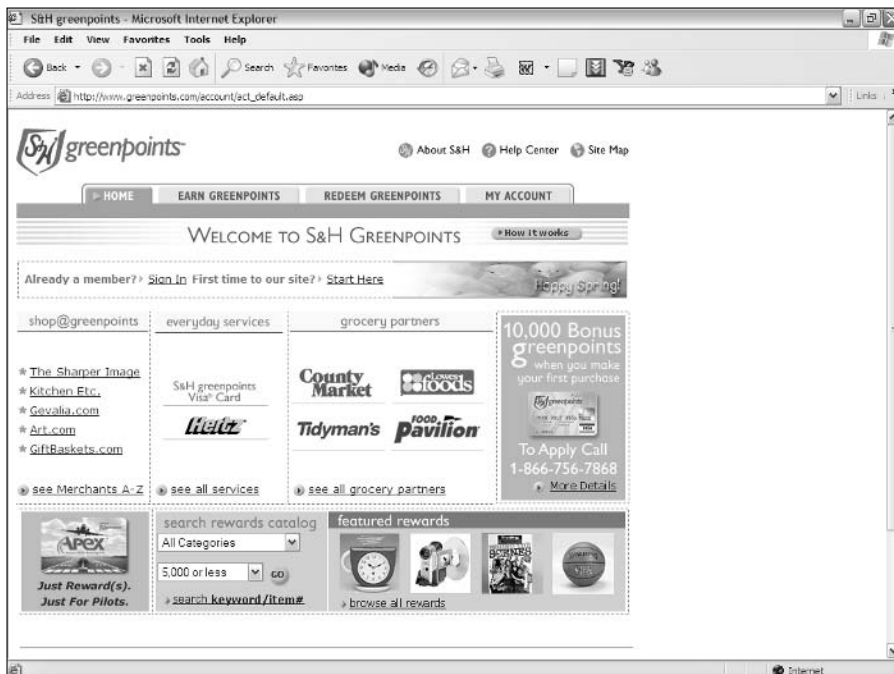 S&H greenpoints - Microsoft Internet Explorer
File Edit View Favorites Tools Help
Back Search Favorites Media
Address http://www.greenpoints.com/account/act_default.asp Links
S&H greenpoints
About S&H Help Center Site Map
HOME EARN GREENPOINTS REDEEM GREENPOINTS MY ACCOUNT
WELCOME TO S&H GREENPOINTS How it works
Already a member? Sign In First time to our site? Start Here Happy Spring!
shop@greenpoints
The Sharper Image
Kitchen Etc.
Gevalia.com
Art.com
GiftBaskets.com
see Merchants A-Z
everyday services
S&H greenpoints
Visa® Card
Hertz
see all services
grocery partners
County
Market
Lowes
foods
Tidyman's
FOOD
Pavilion
see all grocery partners
10,000 Bonus
greenpoints
when you make
your first purchase
greenpoints
To Apply Call
1-866-756-7868
More Details
APEX
Just Reward(s).
Just For Pilots.
search rewards catalog
All Categories
5,000 or less GO
search keyword/item#
featured rewards
SCENES
SPALDING
browse all rewards
Internet